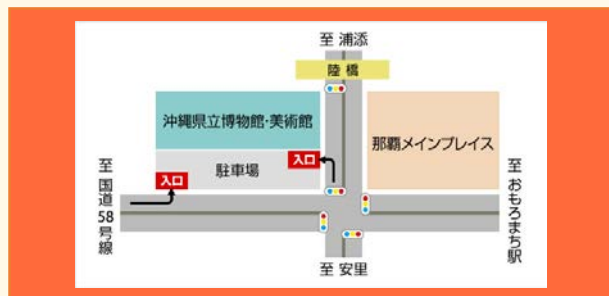 至 浦添
陸橋
沖縄県立博物館・美術館
那覇メインプレイス
駐車場
入口
入口
至 国道58号線
至 おもろまち駅
至 安里